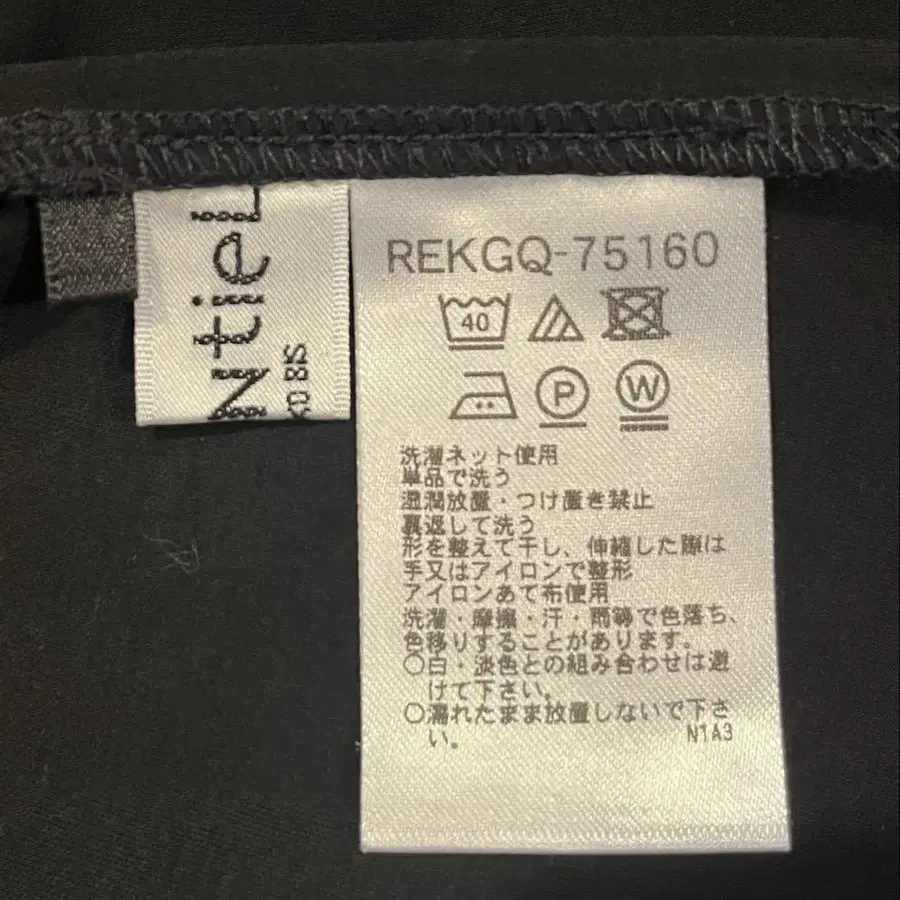 NtieL
REKGQ-75160
40
P
W
洗濯ネット使用
単品で洗う
湿潤放置・つけ置き禁止
裏返して洗う
形を整えて干し、伸縮した際は
手又はアイロンで整形
アイロンあて布使用
洗濯・摩擦・汗・雨等で色落ち、
色移りすることがあります。
○白・淡色との組み合わせは避
けて下さい。
○濡れたまま放置しないで下さ
い。
N1A3